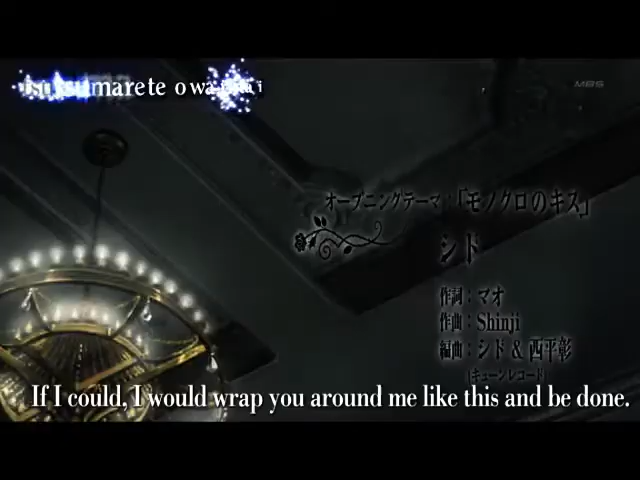 tsutsumarete owa
MBS
オープニングテーマ：「モノクロのキス」
シド
作詞：マオ
作曲：Shinji
編曲：シド & 西平彰
(キューンレコード)
If I could, I would wrap you around me like this and be done.